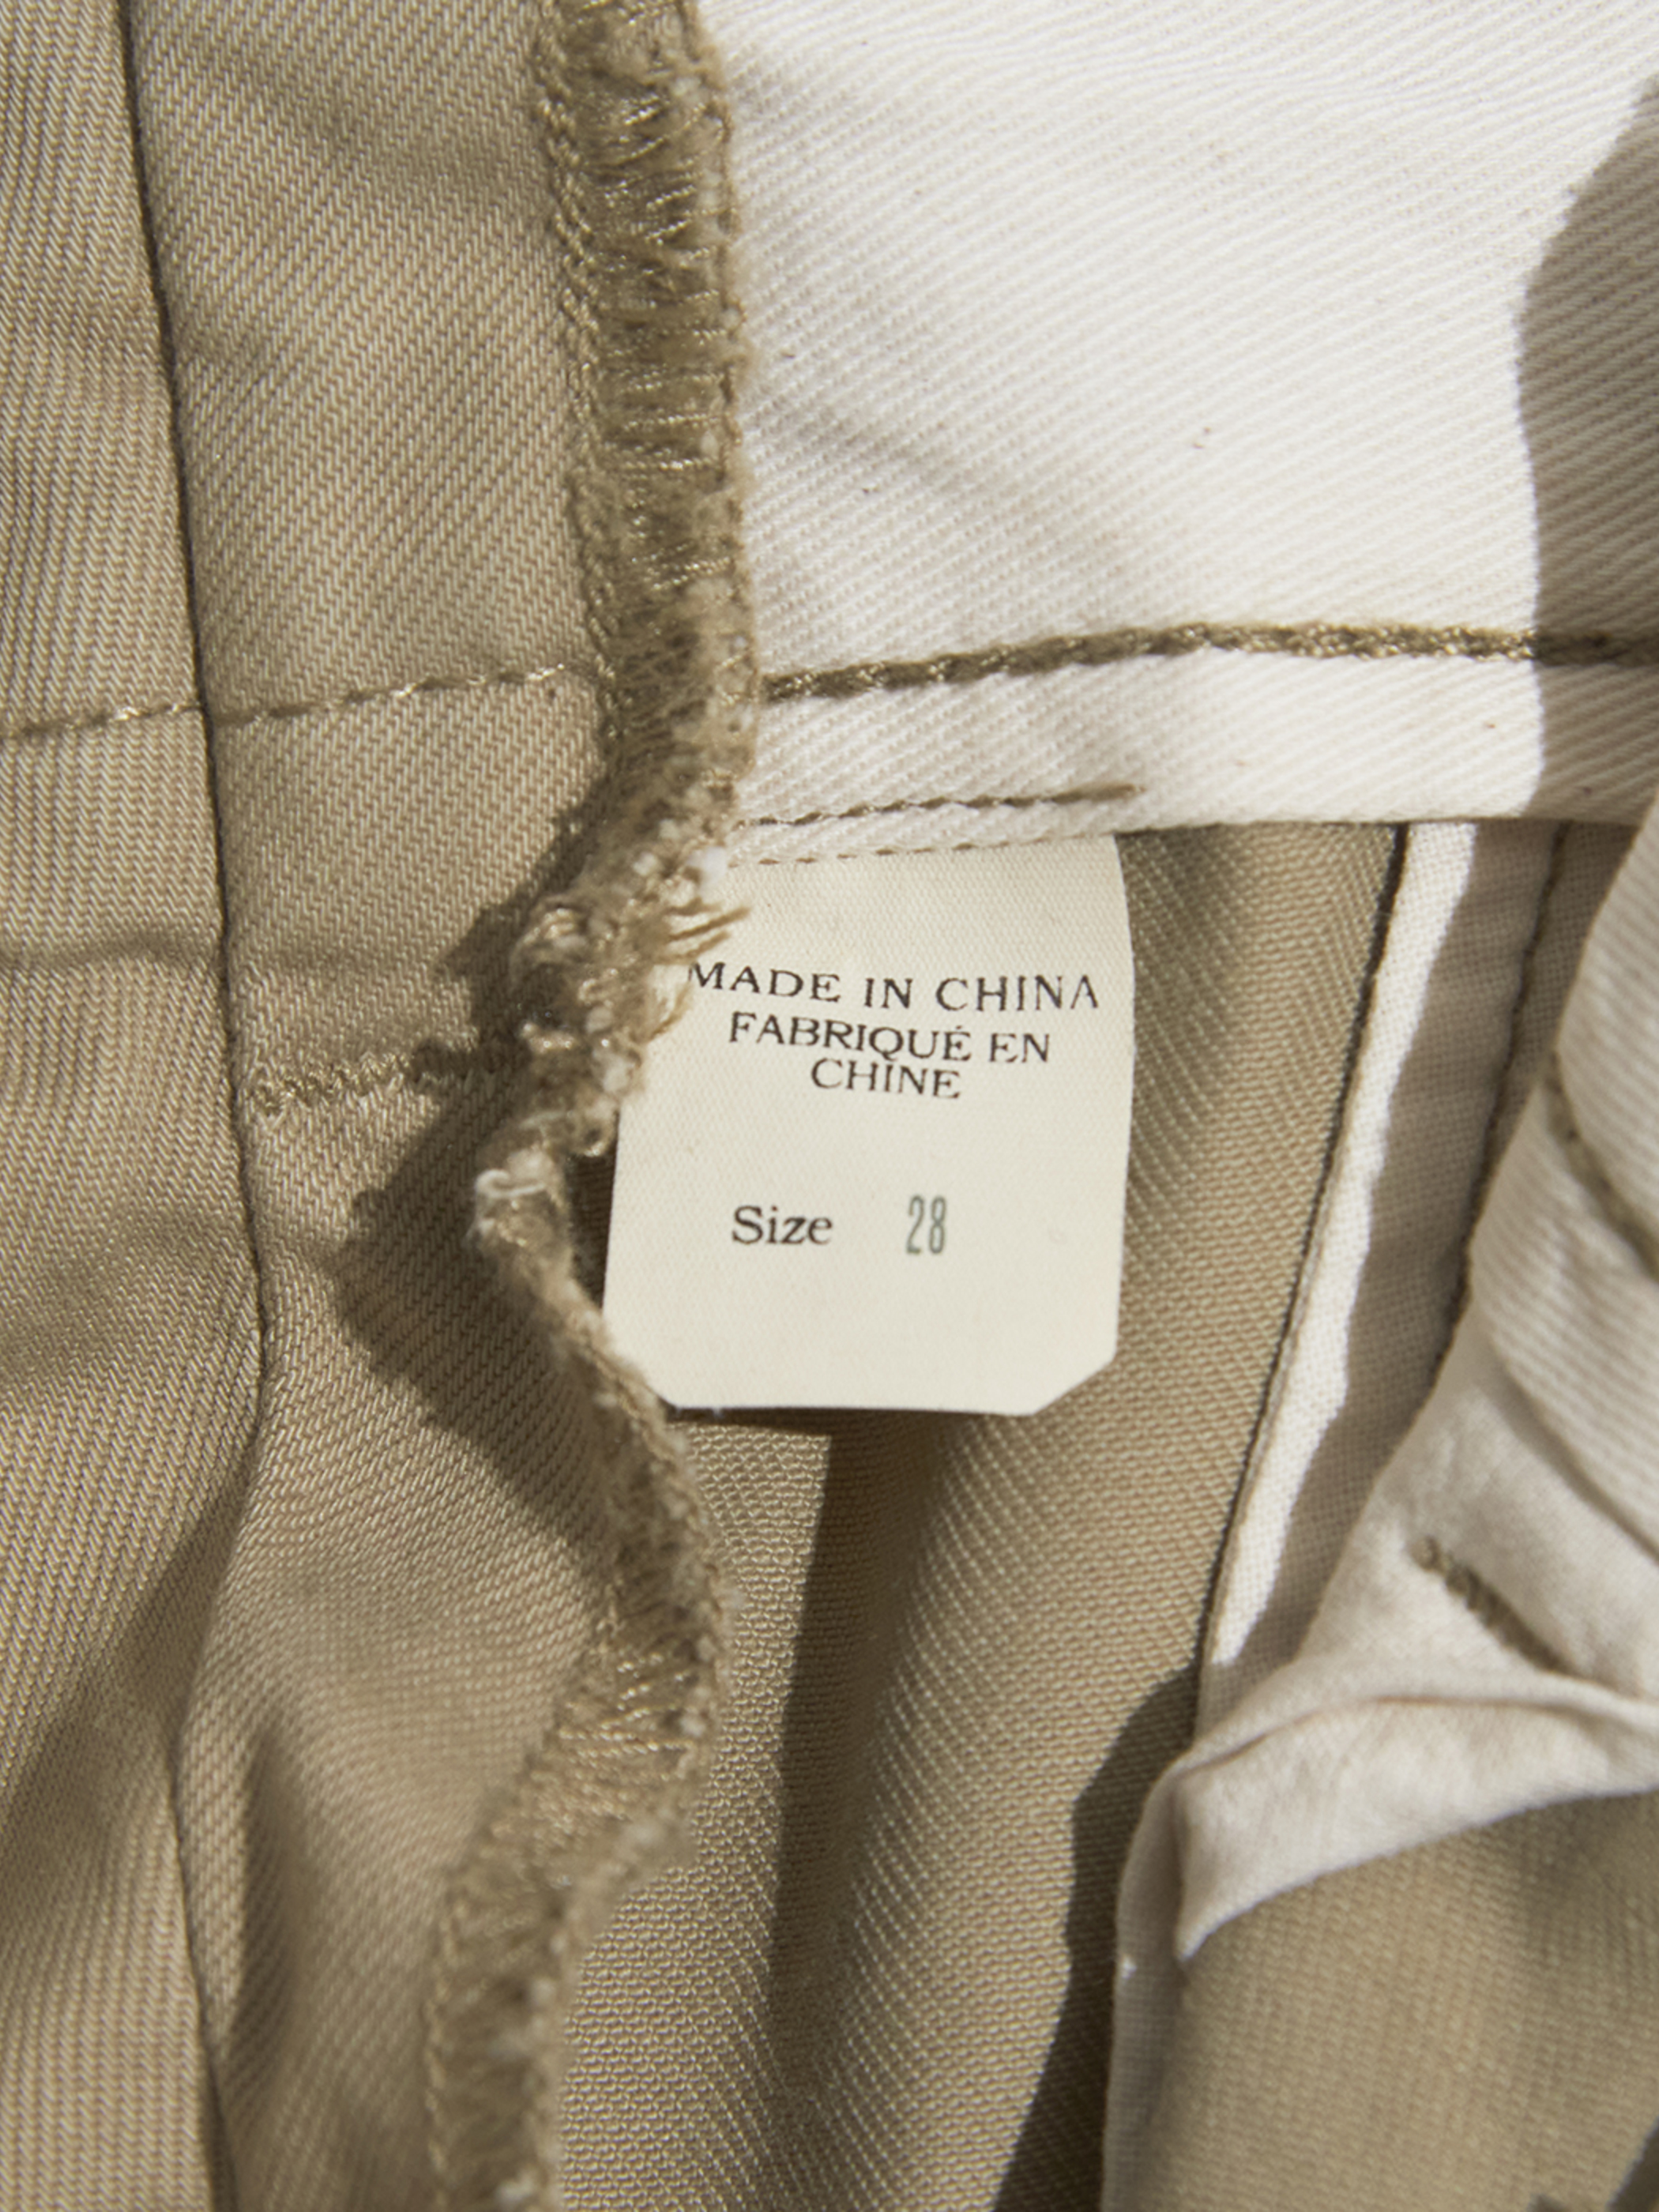 MADE IN CHINA
FABRIQUÉ EN
CHINE
Size 28